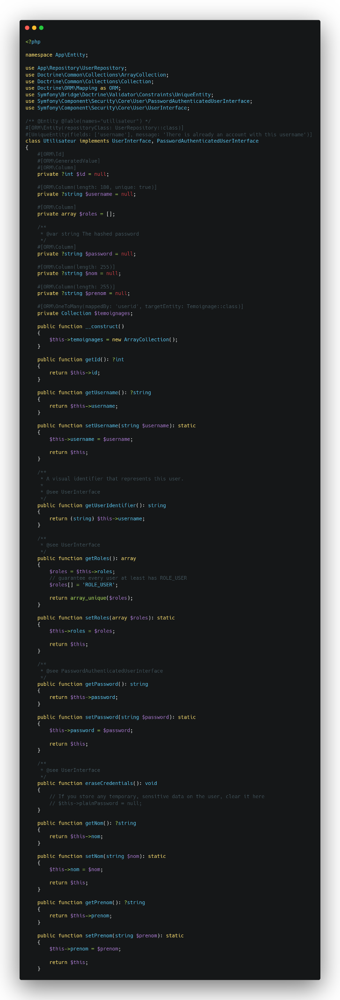 <?php
namespace App\Entity;
use App\Repository\UserRepository;
use Doctrine\Common\Collections\ArrayCollection;
use Doctrine\Common\Collections\Collection;
use Doctrine\ORM\Mapping as ORM;
use Symfony\Bridge\Doctrine\Validator\Constraints\UniqueEntity;
use Symfony\Component\Security\Core\User\PasswordAuthenticatedUserInterface;
use Symfony\Component\Security\Core\User\UserInterface;
/** @Entity @Table(names="utilisateur") */
#[ORM\Entity(repositoryClass: UserRepository::class)]
#[UniqueEntity(fields: ['username'], message: 'There is already an account with this username')]
class Utilisateur implements UserInterface, PasswordAuthenticatedUserInterface
{
    #[ORM\Id]
    #[ORM\GeneratedValue]
    #[ORM\Column]
    private ?int $id = null;
    #[ORM\Column(length: 180, unique: true)]
    private ?string $username = null;
    #[ORM\Column]
    private array $roles = [];
    /**
     * @var string The hashed password
     */
    #[ORM\Column]
    private ?string $password = null;
    #[ORM\Column(length: 255)]
    private ?string $nom = null;
    #[ORM\Column(length: 255)]
    private ?string $prenom = null;
    #[ORM\OneToMany(mappedBy: 'userid', targetEntity: Temoignage::class)]
    private Collection $temoignages;
    public function __construct()
    {
        $this->temoignages = new ArrayCollection();
    }
    public function getId(): ?int
    {
        return $this->id;
    }
    public function getUsername(): ?string
    {
        return $this->username;
    }
    public function setUsername(string $username): static
    {
        $this->username = $username;
        return $this;
    }
    /**
     * A visual identifier that represents this user.
     *
     * @see UserInterface
     */
    public function getUserIdentifier(): string
    {
        return (string) $this->username;
    }
    /**
     * @see UserInterface
     */
    public function getRoles(): array
    {
        $roles = $this->roles;
        // guarantee every user at least has ROLE_USER
        $roles[] = 'ROLE_USER';
        return array_unique($roles);
    }
    public function setRoles(array $roles): static
    {
        $this->roles = $roles;
        return $this;
    }
    /**
     * @see PasswordAuthenticatedUserInterface
     */
    public function getPassword(): string
    {
        return $this->password;
    }
    public function setPassword(string $password): static
    {
        $this->password = $password;
        return $this;
    }
    /**
     * @see UserInterface
     */
    public function eraseCredentials(): void
    {
        // If you store any temporary, sensitive data on the user, clear it here
        // $this->plainPassword = null;
    }
    public function getNom(): ?string
    {
        return $this->nom;
    }
    public function setNom(string $nom): static
    {
        $this->nom = $nom;
        return $this;
    }
    public function getPrenom(): ?string
    {
        return $this->prenom;
    }
    public function setPrenom(string $prenom): static
    {
        $this->prenom = $prenom;
        return $this;
    }